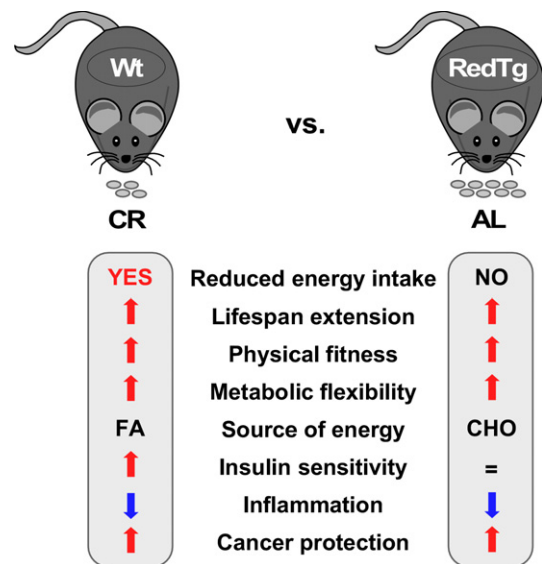 Wt RedTg
vs.
CR AL
YES Reduced energy intake NO
Lifespan extension
Physical fitness
Metabolic flexibility
FA Source of energy CHO
Insulin sensitivity =
Inflammation
Cancer protection